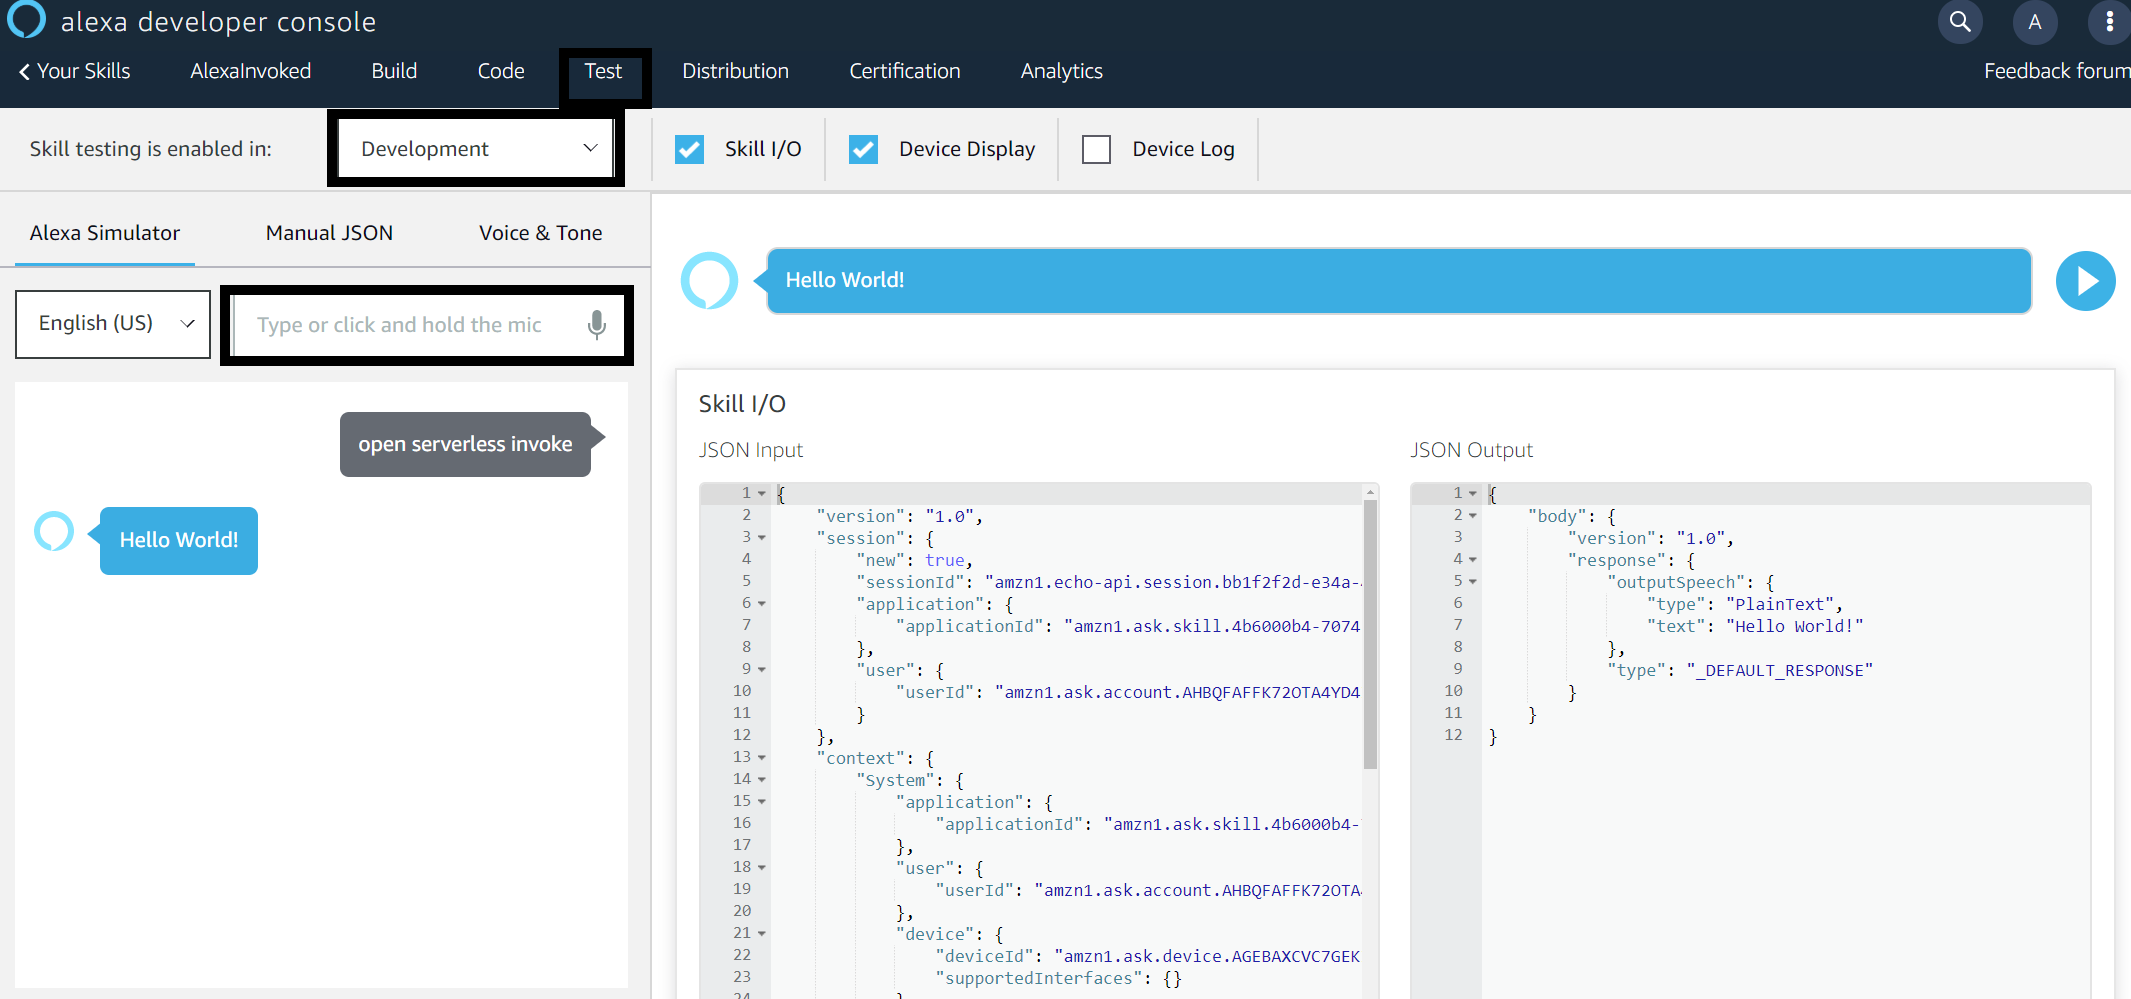 alexa developer console
A
Your Skills
AlexaInvoked
Build
Code
Test
Distribution
Certification
Analytics
Feedback forum
Skill testing is enabled in:
Development
Skill I/O
Device Display
Device Log
Alexa Simulator
Manual JSON
Voice & Tone
English (US)
Type or click and hold the mic
open serverless invoke
Hello World!
Hello World!
Skill I/O
JSON Input
1 {
2 "version": "1.0",
3 "session": {
4 "new": true,
5 "sessionId": "amzn1.echo-api.session.bb1f2f2d-e34a-
6 "application": {
7 "applicationId": "amzn1.ask.skill.4b6000b4-7074
8 },
9 "user": {
10 "userId": "amzn1.ask.account.AHBQFAFFK72OTA4YD4
11 }
12 },
13 "context": {
14 "System": {
15 "application": {
16 "applicationId": "amzn1.ask.skill.4b6000b4-
17 },
18 "user": {
19 "userId": "amzn1.ask.account.AHBQFAFFK72OTA
20 },
21 "device": {
22 "deviceId": "amzn1.ask.device.AGEBAXCVC7GEK
23 "supportedInterfaces": {}
24
JSON Output
1 {
2 "body": {
3 "version": "1.0",
4 "response": {
5 "outputSpeech": {
6 "type": "PlainText",
7 "text": "Hello World!"
8 },
9 "type": "_DEFAULT_RESPONSE"
10 }
11 }
12 }